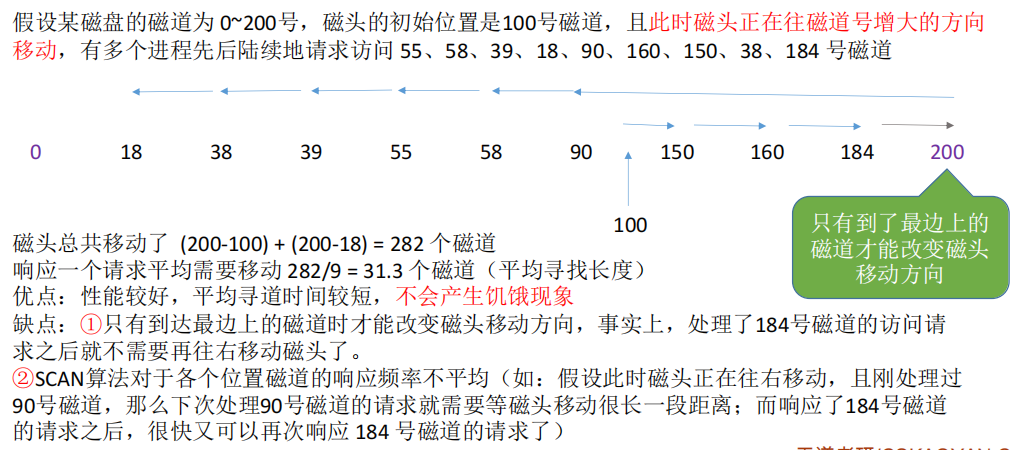 假设某磁盘的磁道为 0~200号，磁头的初始位置是100号磁道，且此时磁头正在往磁道号增大的方向
移动，有多个进程先后陆续地请求访问 55、58、39、18、90、160、150、38、184 号磁道
0 18 38 39 55 58 90 150 160 184 200
100
只有到了最边上的
磁道才能改变磁头
移动方向
磁头总共移动了 (200-100) + (200-18) = 282 个磁道
响应一个请求平均需要移动 282/9 = 31.3 个磁道（平均寻找长度）
优点：性能较好，平均寻道时间较短，不会产生饥饿现象
缺点：①只有到达最边上的磁道时才能改变磁头移动方向，事实上，处理了184号磁道的访问请
求之后就不需要再往右移动磁头了。
②SCAN算法对于各个位置磁道的响应频率不平均（如：假设此时磁头正在往右移动，且刚处理过
90号磁道，那么下次处理90号磁道的请求就需要等磁头移动很长一段距离；而响应了184号磁道
的请求之后，很快又可以再次响应 184 号磁道的请求了）